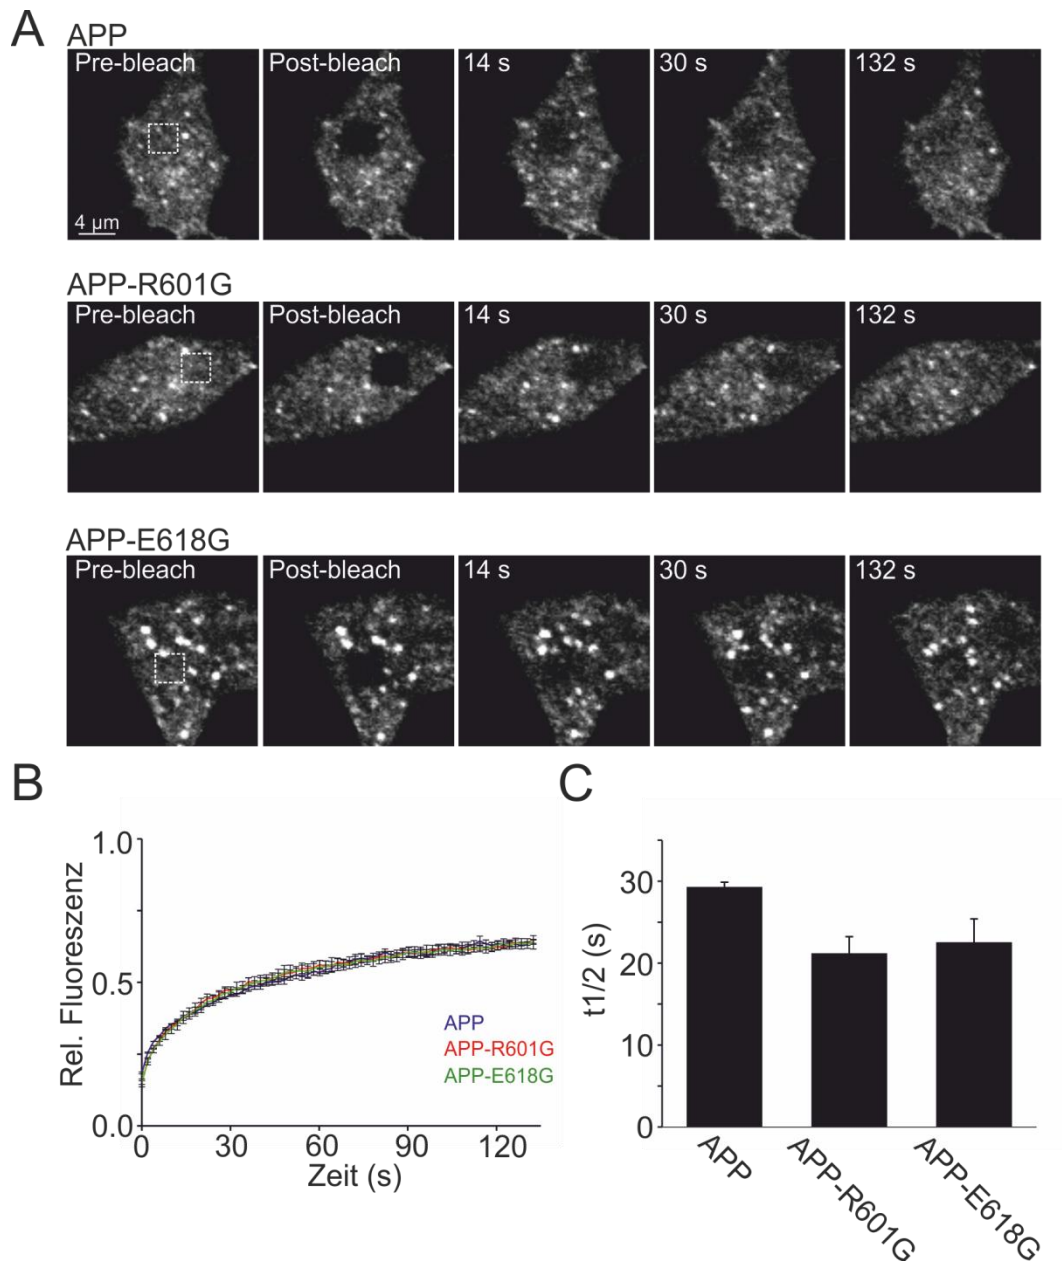 A
APP
Pre-bleach Post-bleach 14 s 30 s 132 s
4 µm
APP-R601G
Pre-bleach Post-bleach 14 s 30 s 132 s
APP-E618G
Pre-bleach Post-bleach 14 s 30 s 132 s
B
Rel. Fluoreszenz
1.0
0.5
0.0
APP
APP-R601G
APP-E618G
0 30 60 90 120
Zeit (s)
C
t1/2 (s)
30
20
10
0
APP
APP-R601G
APP-E618G